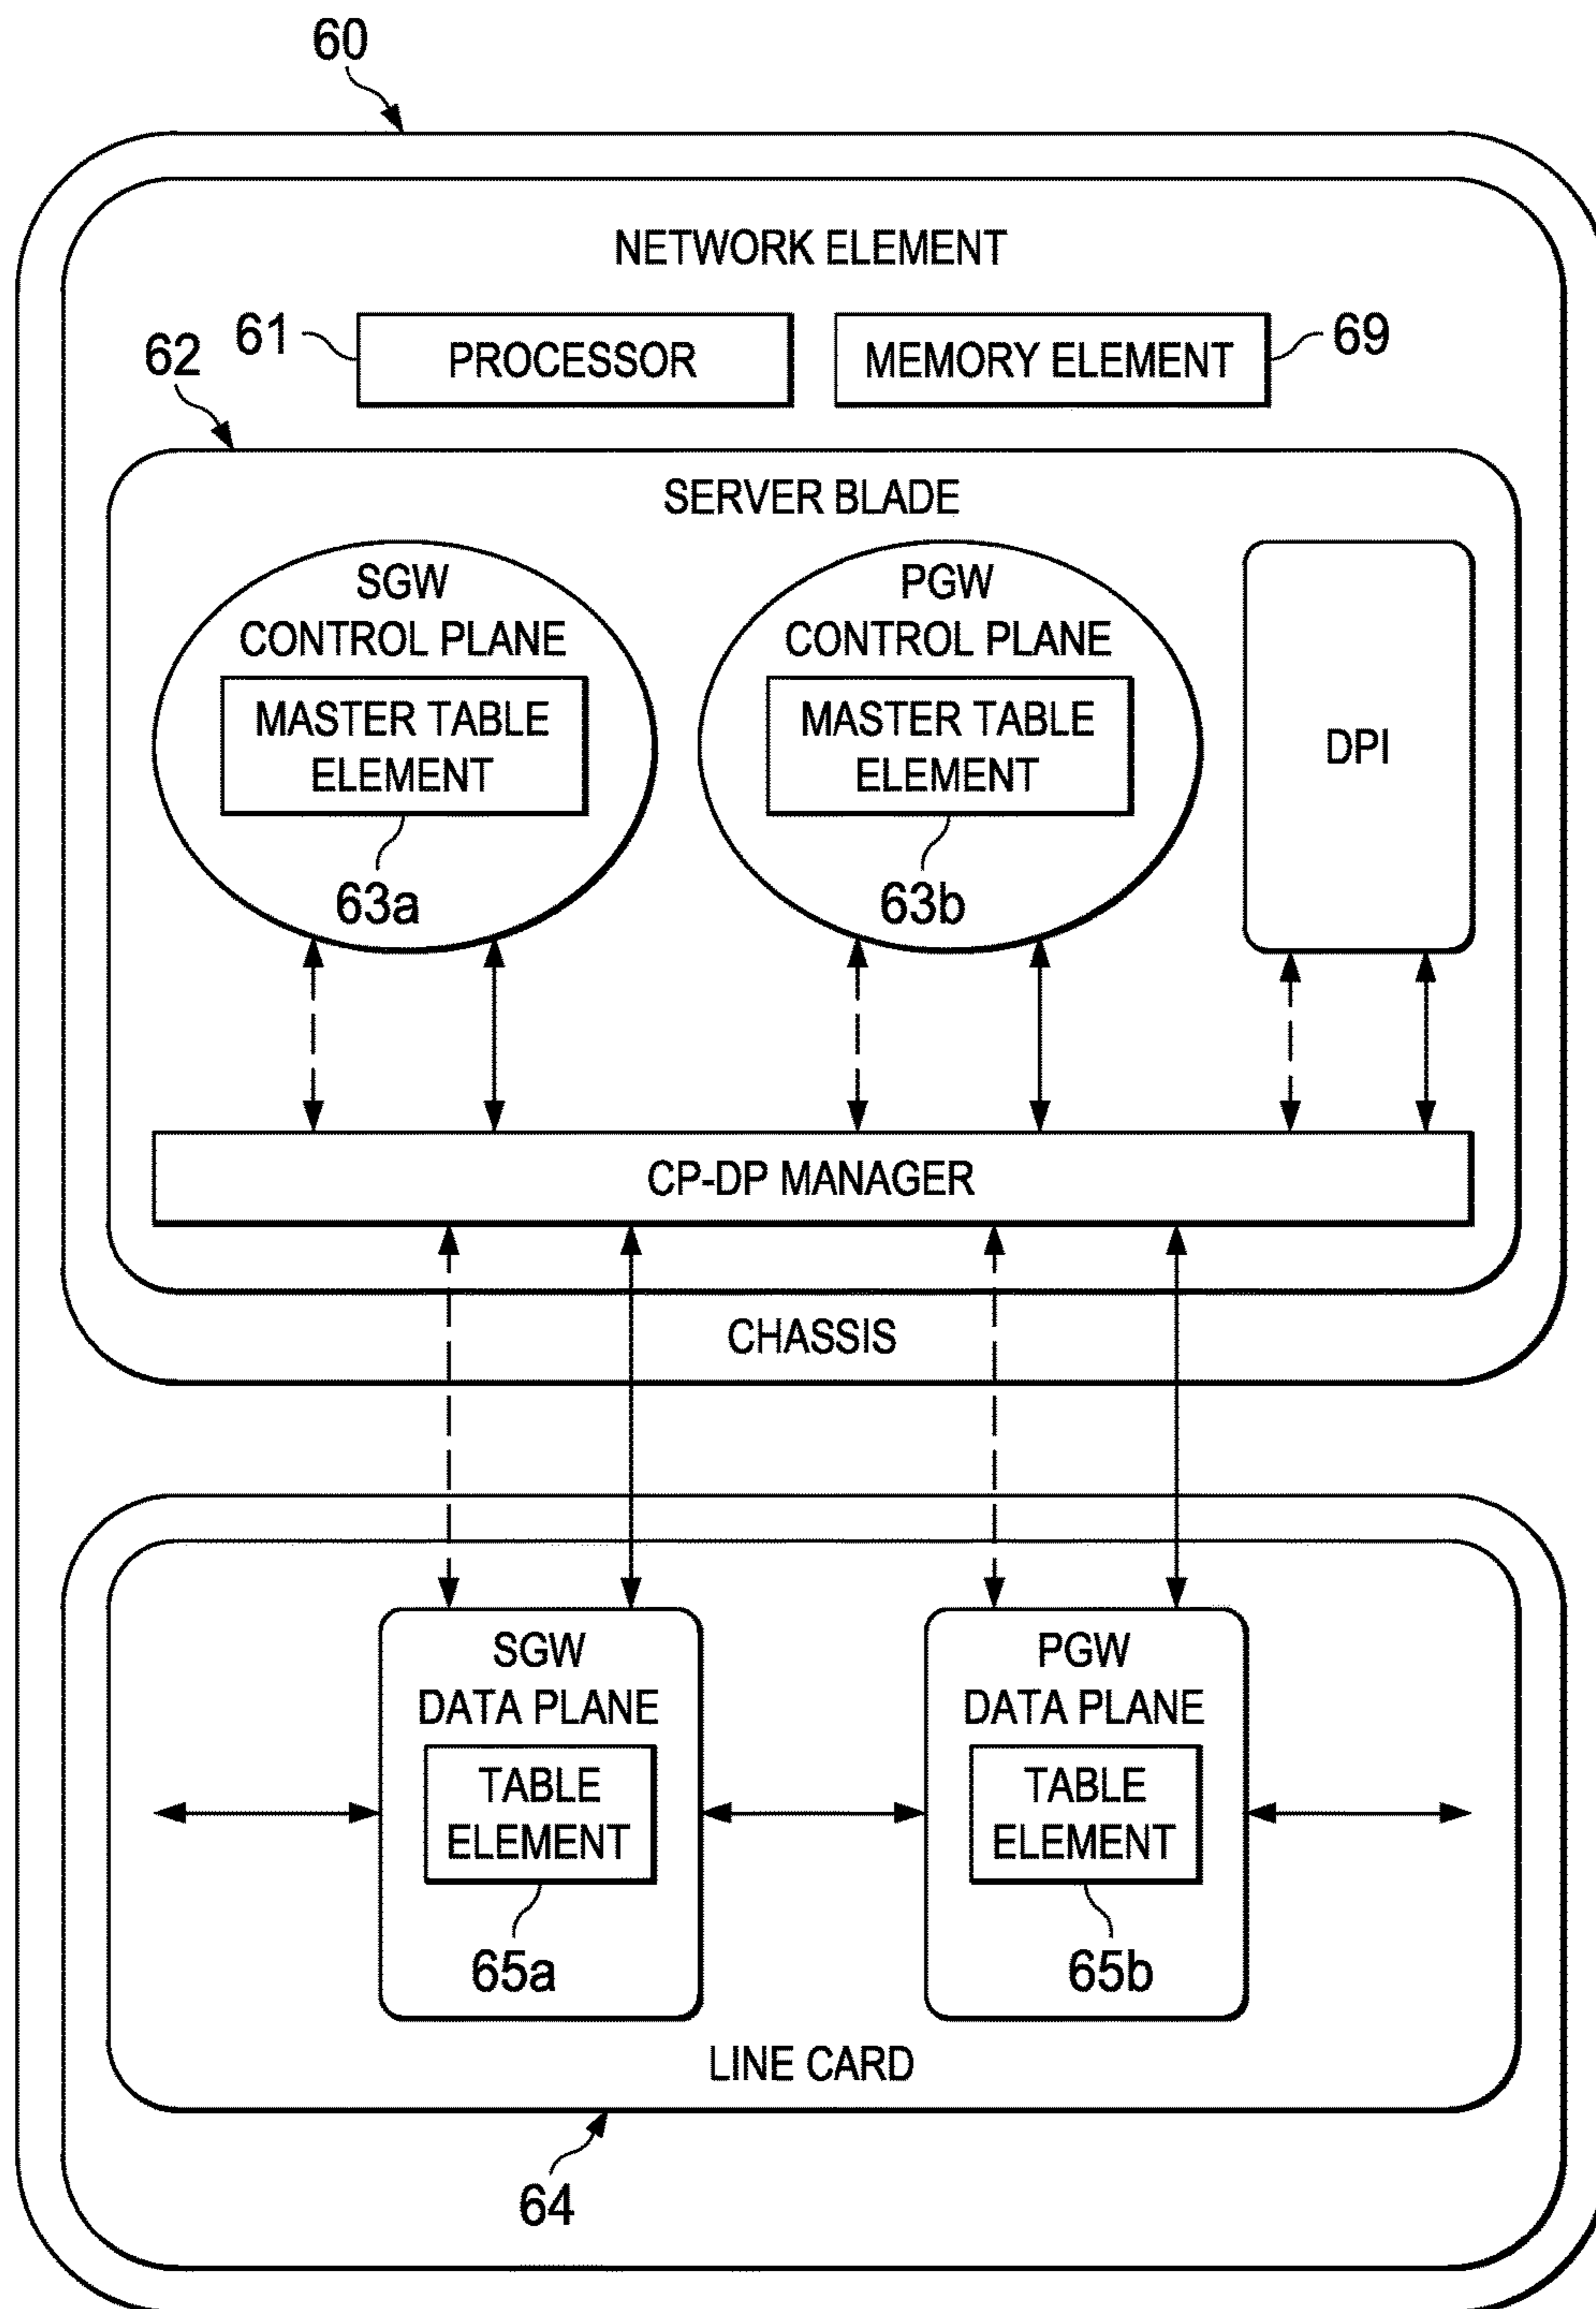 60
NETWORK ELEMENT
61
PROCESSOR
MEMORY ELEMENT
69
62
SERVER BLADE
SGW
CONTROL PLANE
MASTER TABLE
ELEMENT
63a
PGW
CONTROL PLANE
MASTER TABLE
ELEMENT
63b
DPI
CP-DP MANAGER
CHASSIS
SGW
DATA PLANE
TABLE
ELEMENT
65a
PGW
DATA PLANE
TABLE
ELEMENT
65b
LINE CARD
64